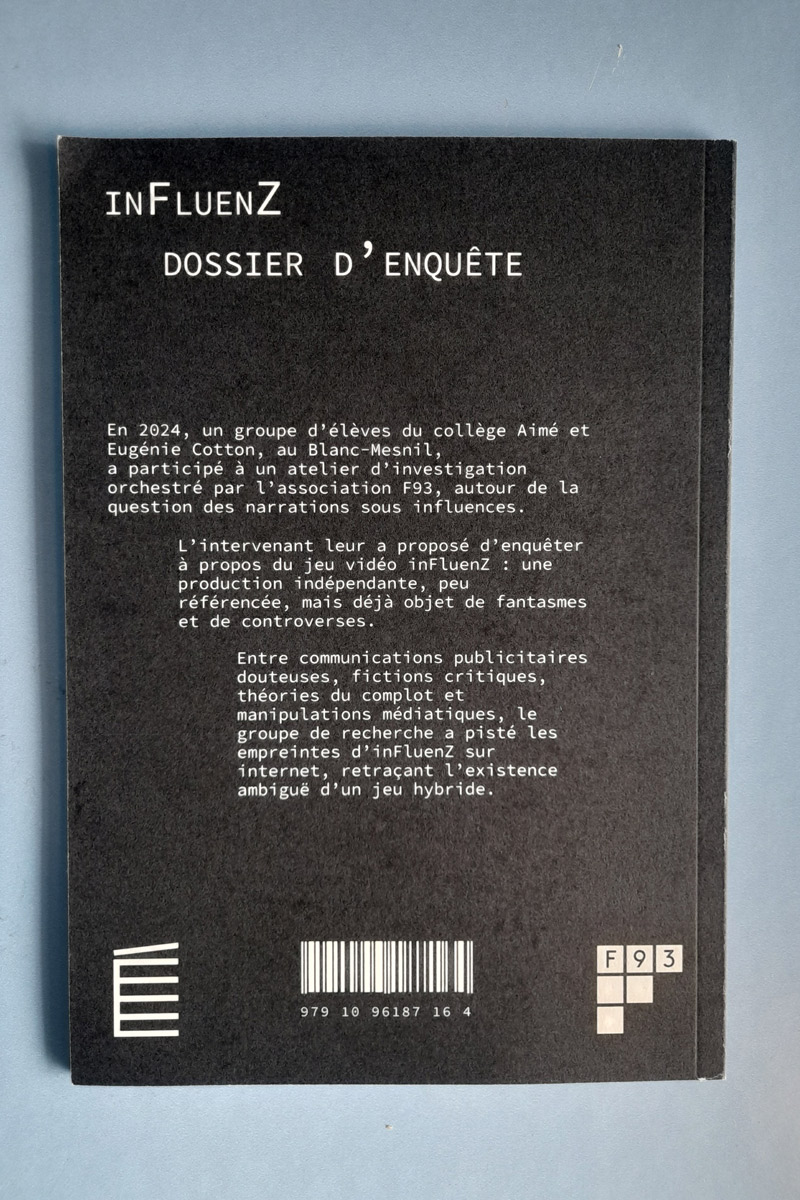 inFluenZ
dossier d’enquête
En 2024, un groupe d’élèves du collège Aimé et
Eugénie Cotton, au Blanc-Mesnil,
a participé à un atelier d’investigation
orchestré par l’association F93, autour de la
question des narrations sous influences.
L’intervenant leur a proposé d’enquêter
à propos du jeu vidéo inFluenZ : une
production indépendante, peu
référencée, mais déjà objet de fantasmes
et de controverses.
Entre communications publicitaires
douteuses, fictions critiques,
théories du complot et
manipulations médiatiques, le
groupe de recherche a pisté les
empreintes d’inFluenZ sur
internet, retraçant l’existence
ambiguë d’un jeu hybride.
É
979 10 96187 16 4
F93